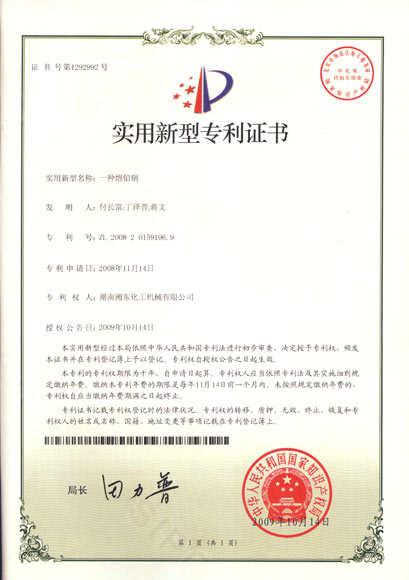 证 书 号 第1292992 号
实用新型专利证书
实用新型名称：一种熔铅锅
发 明 人：付长富;丁泽晋;蒋文
专 利 号：ZL 2008 2 0159196.9
专利申请日：2008年11月14日
专 利 权 人：湖南湘东化工机械有限公司
授权公告日：2009年10月14日
本实用新型经过本局依照中华人民共和国专利法进行初步审查，决定授予专利权，颁发
本证书并在专利登记簿上予以登记。专利权自授权公告之日起生效。
本专利的专利权期限为十年，自申请日起算。专利权人应当依照专利法及其实施细则规
定缴纳年费。缴纳本专利年费的期限是每年11月14日前一个月内。未按照规定缴纳年费的，
专利权自应当缴纳年费期满之日起终止。
专利证书记载专利权登记时的法律状况。专利权的转移、质押、无效、终止、恢复和专
利权人的姓名或名称、国籍、地址变更等事项记载在专利登记簿上。
局长 田力普
中华人民共和国国家知识产权局
2009年10月14日
第 1 页 (共 1 页)